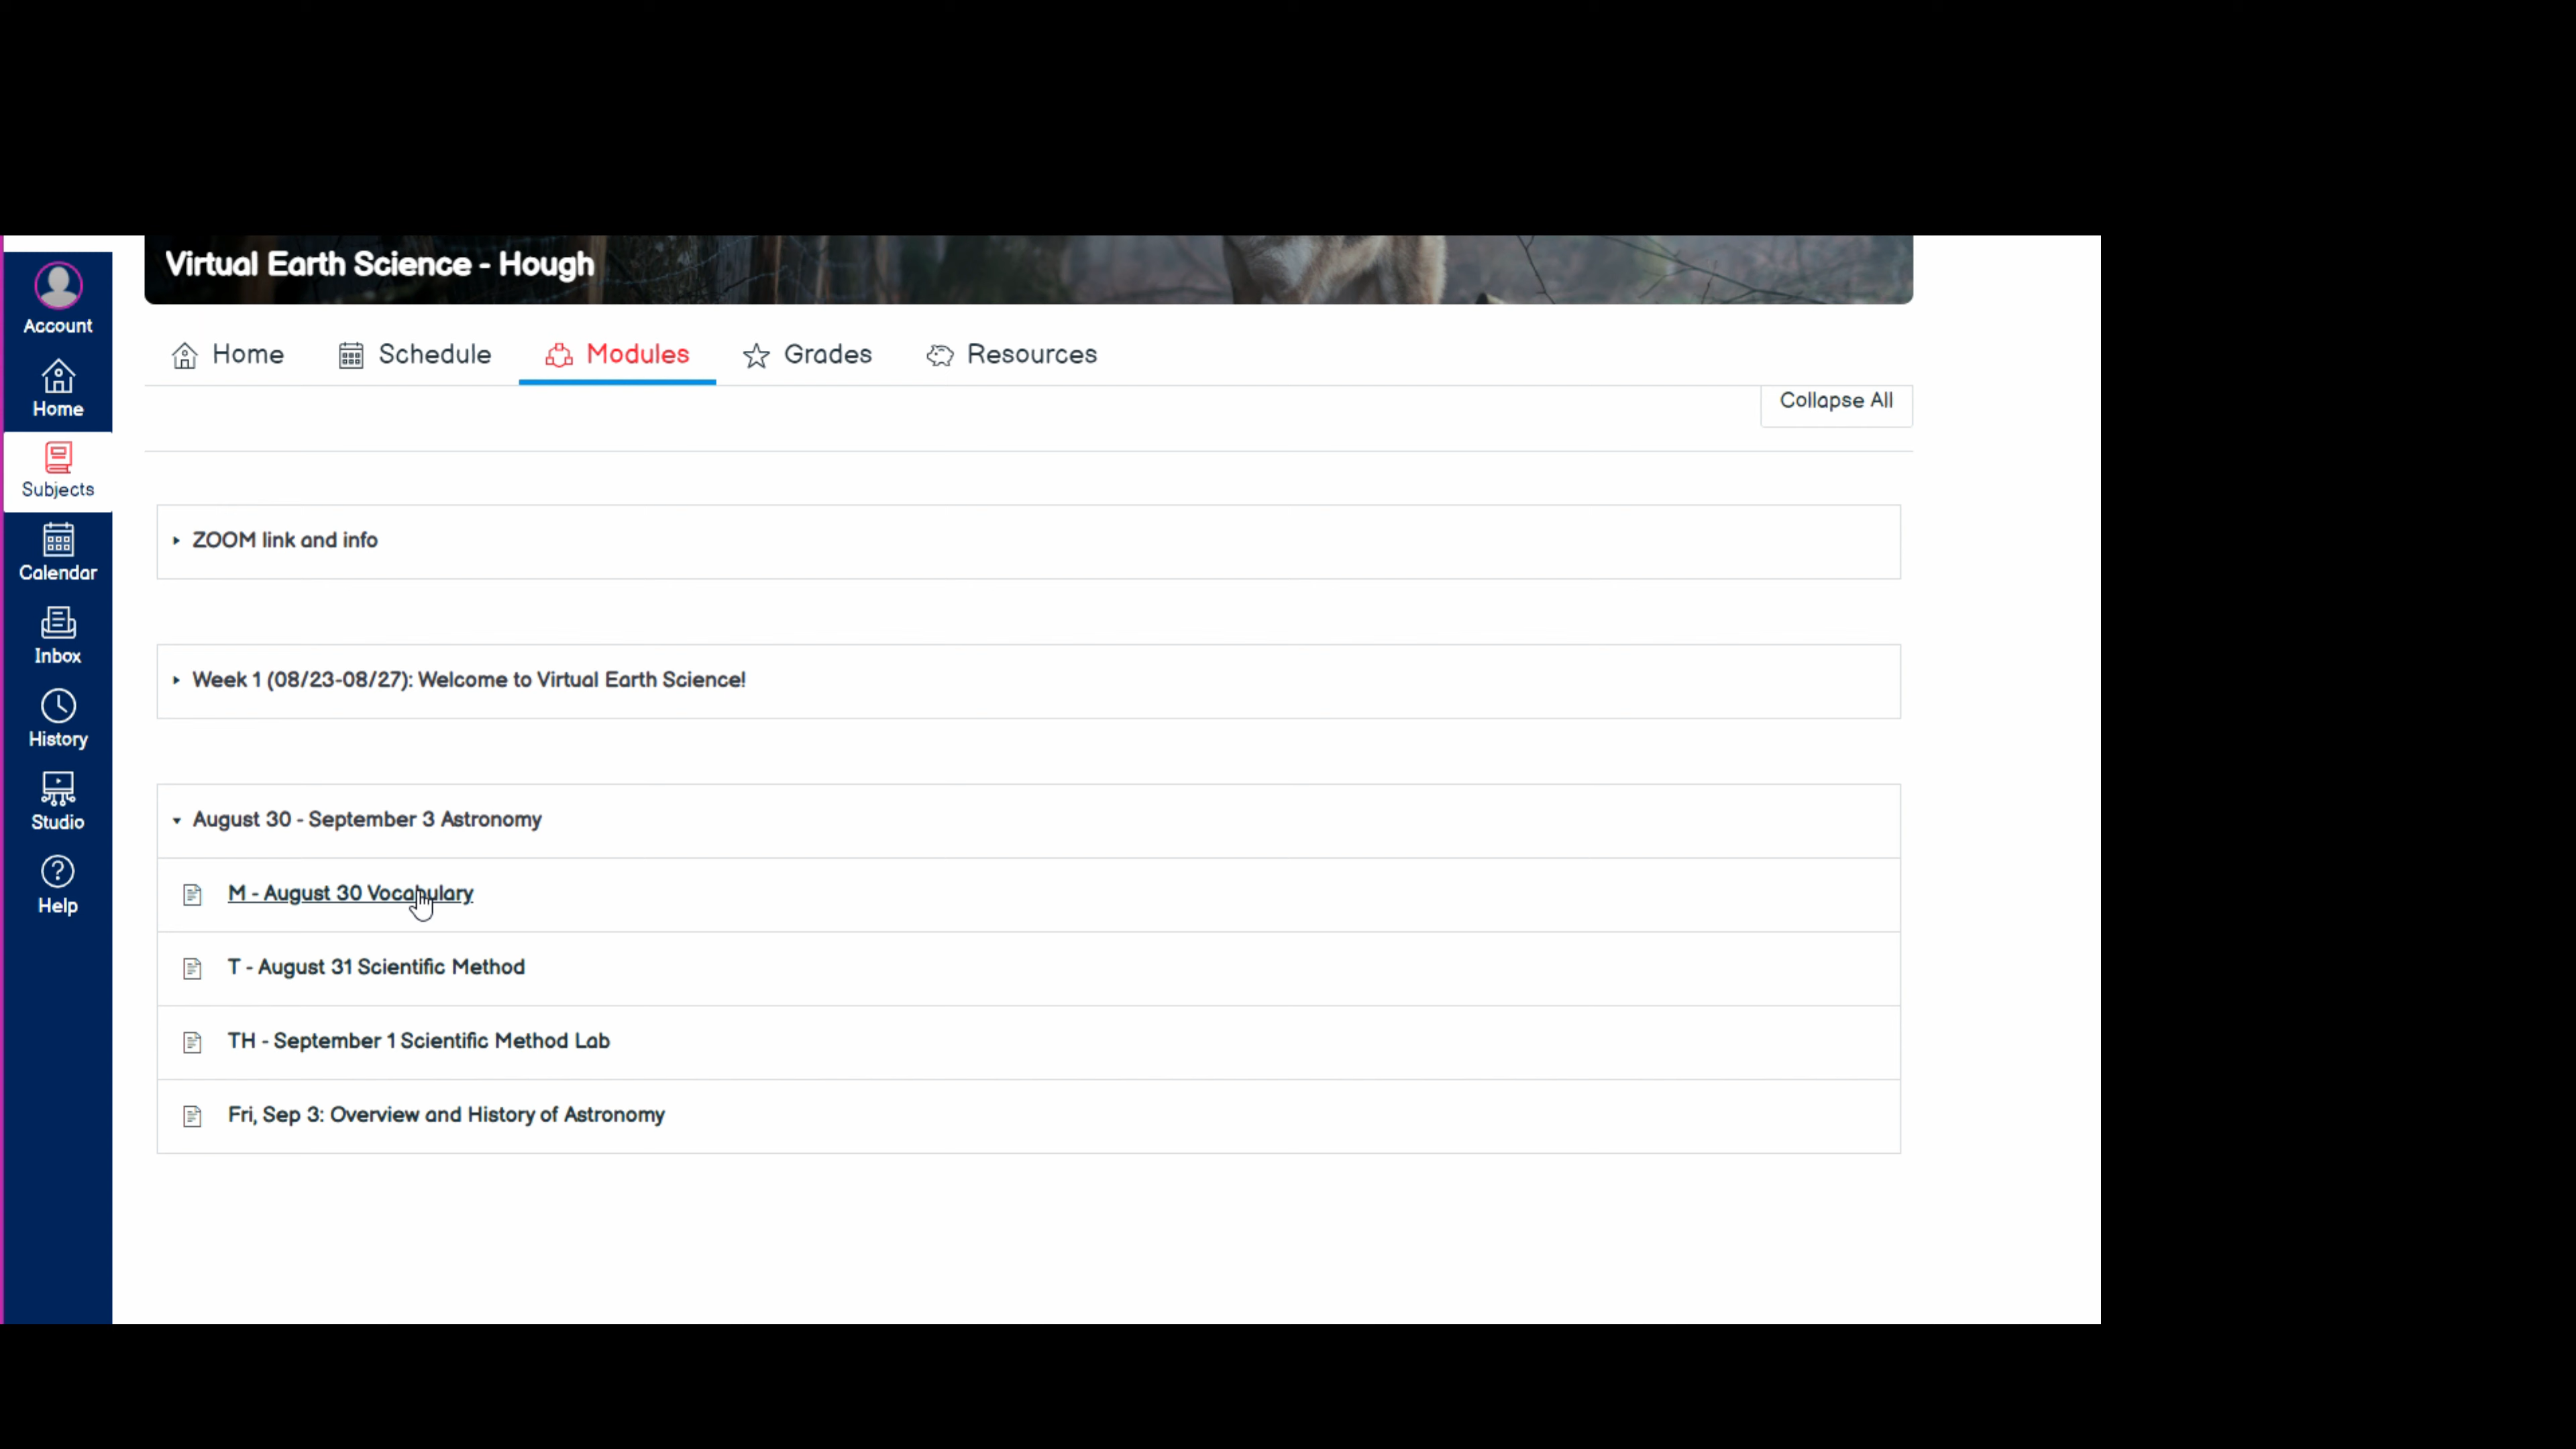 Virtual Earth Science - Hough
Account
Home
Subjects
Calendar
Inbox
History
Studio
Help
Home
Schedule
Modules
Grades
Resources
Collapse All
ZOOM link and info
Week 1 (08/23-08/27): Welcome to Virtual Earth Science!
August 30 - September 3 Astronomy
M - August 30 Vocabulary
T - August 31 Scientific Method
TH - September 1 Scientific Method Lab
Fri, Sep 3: Overview and History of Astronomy